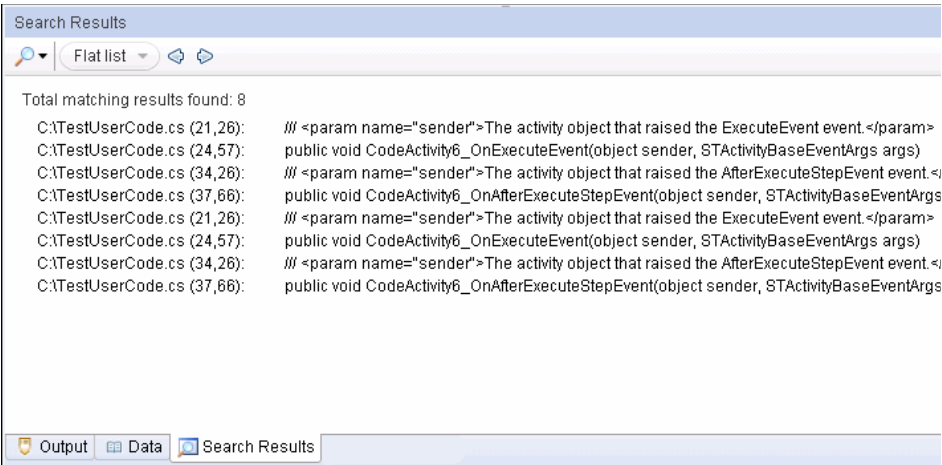 Search Results
Flat list
Total matching results found: 8
C:\TestUserCode.cs (21,26): /// <param name="sender">The activity object that raised the ExecuteEvent event.</param>
C:\TestUserCode.cs (24,57): public void CodeActivity6_OnExecuteEvent(object sender, STActivityBaseEventArgs args)
C:\TestUserCode.cs (34,26): /// <param name="sender">The activity object that raised the AfterExecuteStepEvent event.</
C:\TestUserCode.cs (37,66): public void CodeActivity6_OnAfterExecuteStepEvent(object sender, STActivityBaseEventArgs
C:\TestUserCode.cs (21,26): /// <param name="sender">The activity object that raised the ExecuteEvent event.</param>
C:\TestUserCode.cs (24,57): public void CodeActivity6_OnExecuteEvent(object sender, STActivityBaseEventArgs args)
C:\TestUserCode.cs (34,26): /// <param name="sender">The activity object that raised the AfterExecuteStepEvent event.</
C:\TestUserCode.cs (37,66): public void CodeActivity6_OnAfterExecuteStepEvent(object sender, STActivityBaseEventArgs
Output Data Search Results